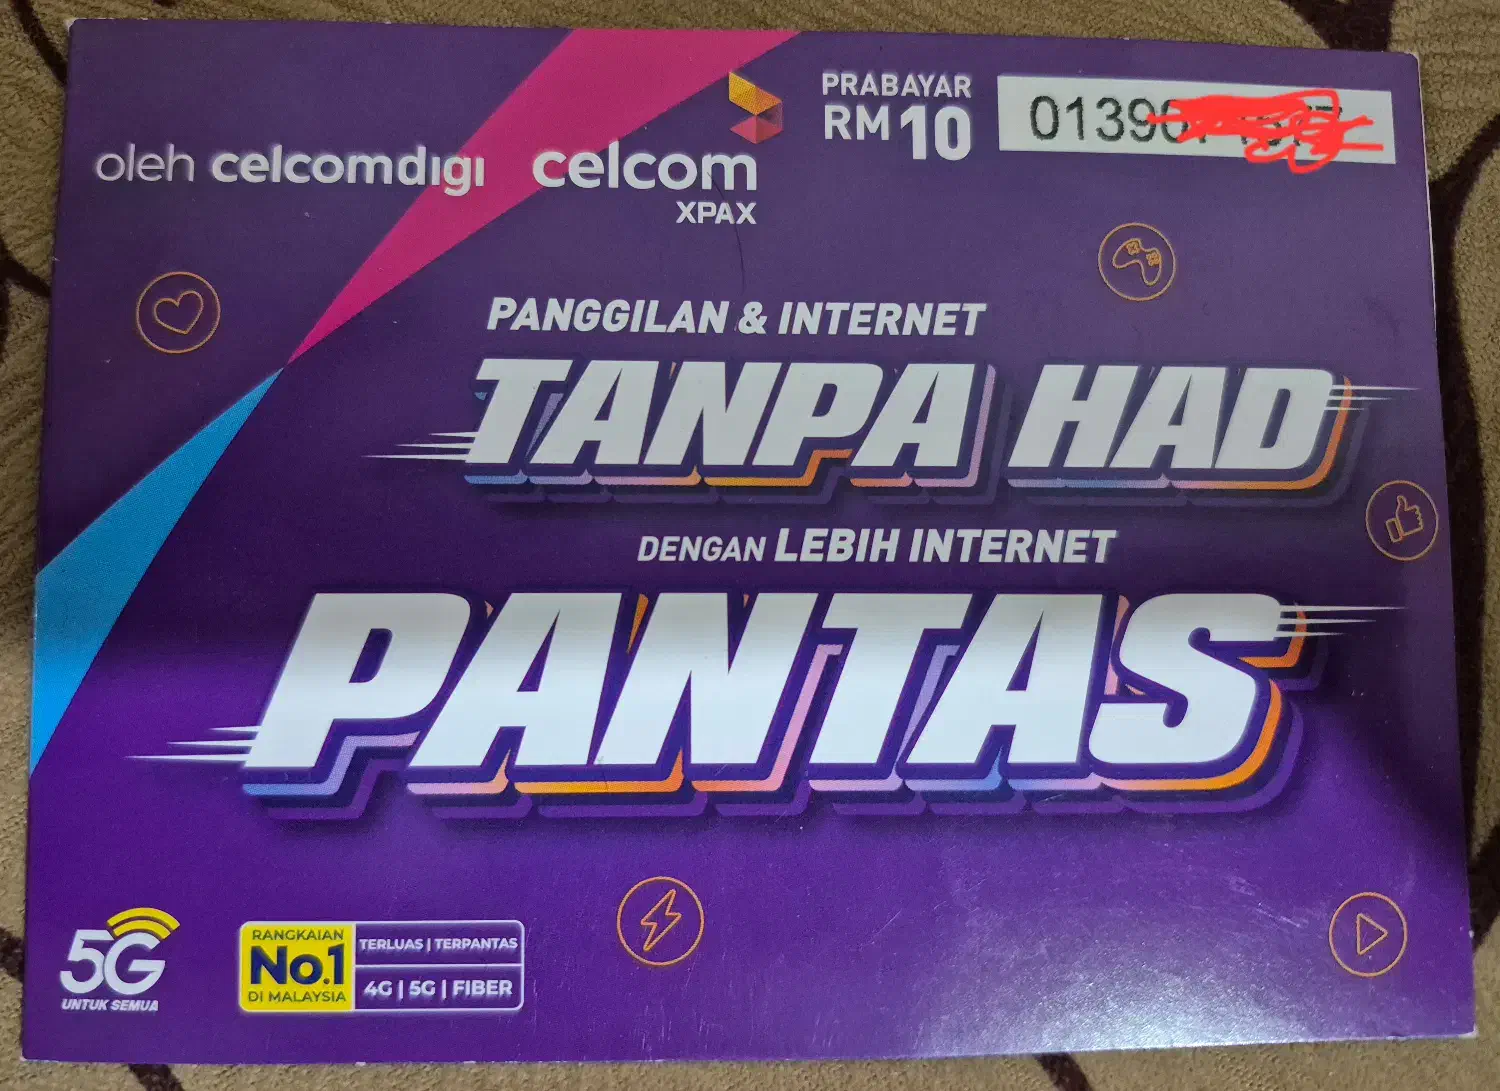 oleh celcomdigi
celcom
XPAX
PRABAYAR
RM10
PANGGILAN & INTERNET
TANPA HAD
DENGAN LEBIH INTERNET
PANTAS
5G
UNTUK SEMUA
RANGKAIAN
No.1
DI MALAYSIA
TERLUAS | TERPANTAS
4G | 5G | FIBER